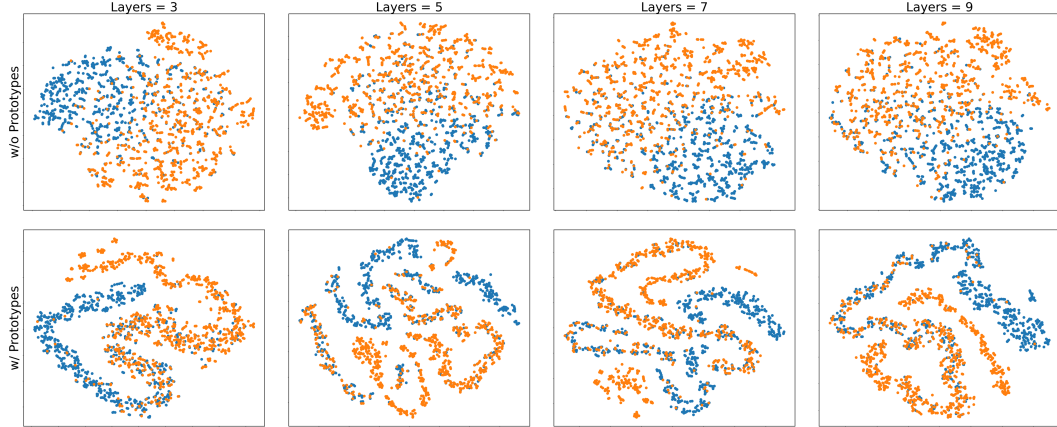 Layers = 3
Layers = 5
Layers = 7
Layers = 9
w/o Prototypes
w/ Prototypes